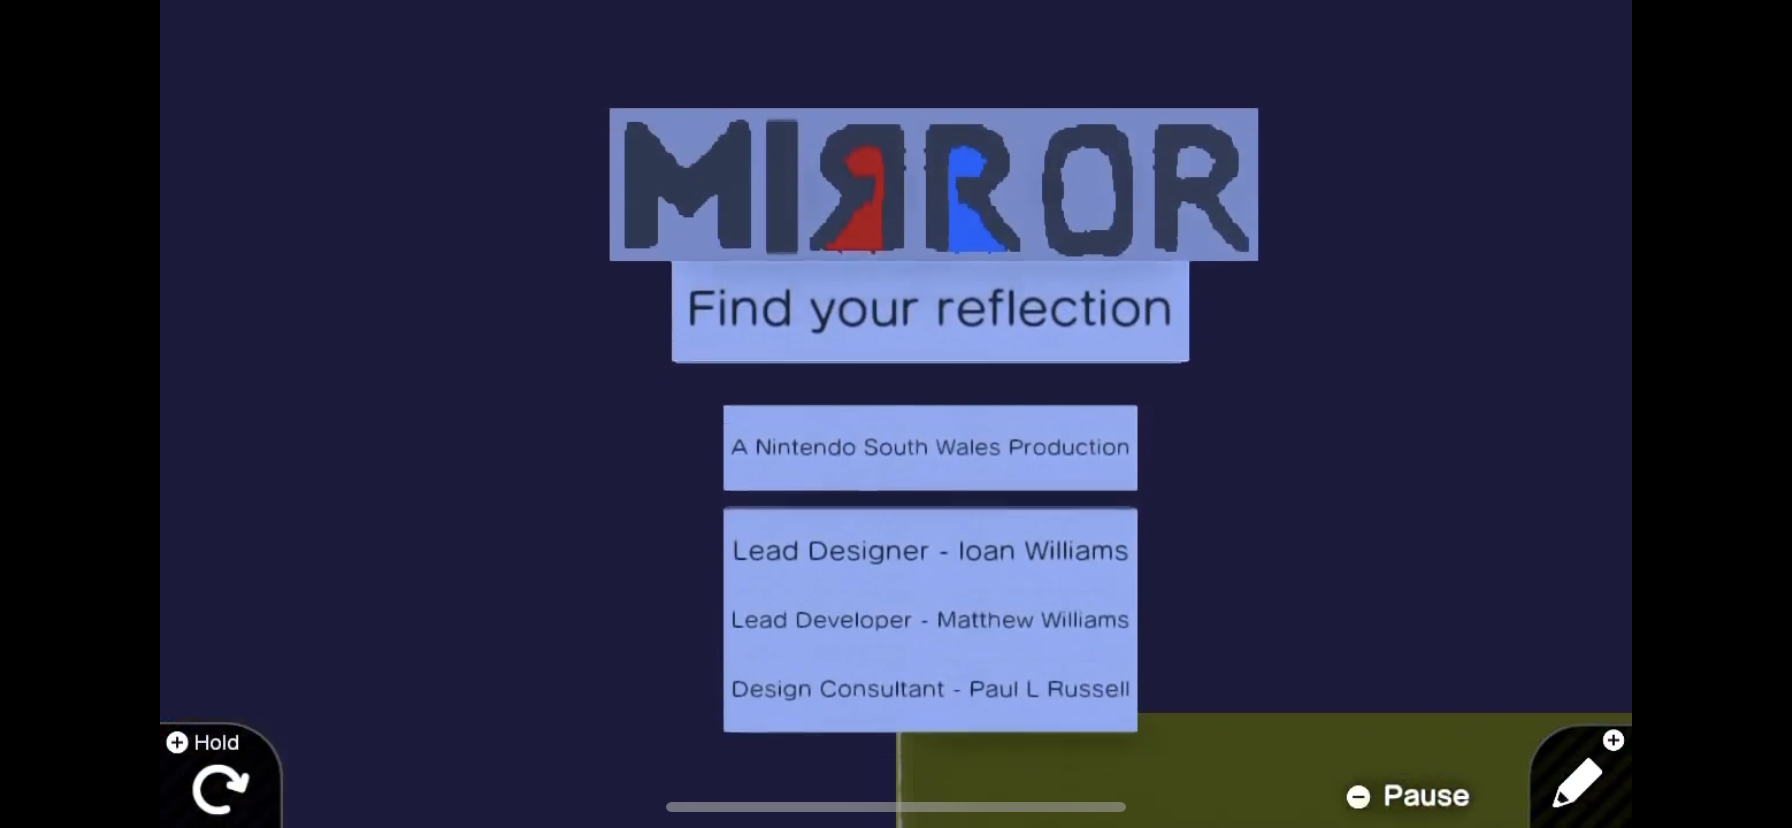 MIRROR
Find your reflection
A Nintendo South Wales Production
Lead Designer - Ioan Williams
Lead Developer - Matthew Williams
Design Consultant - Paul L Russell
Hold
Pause